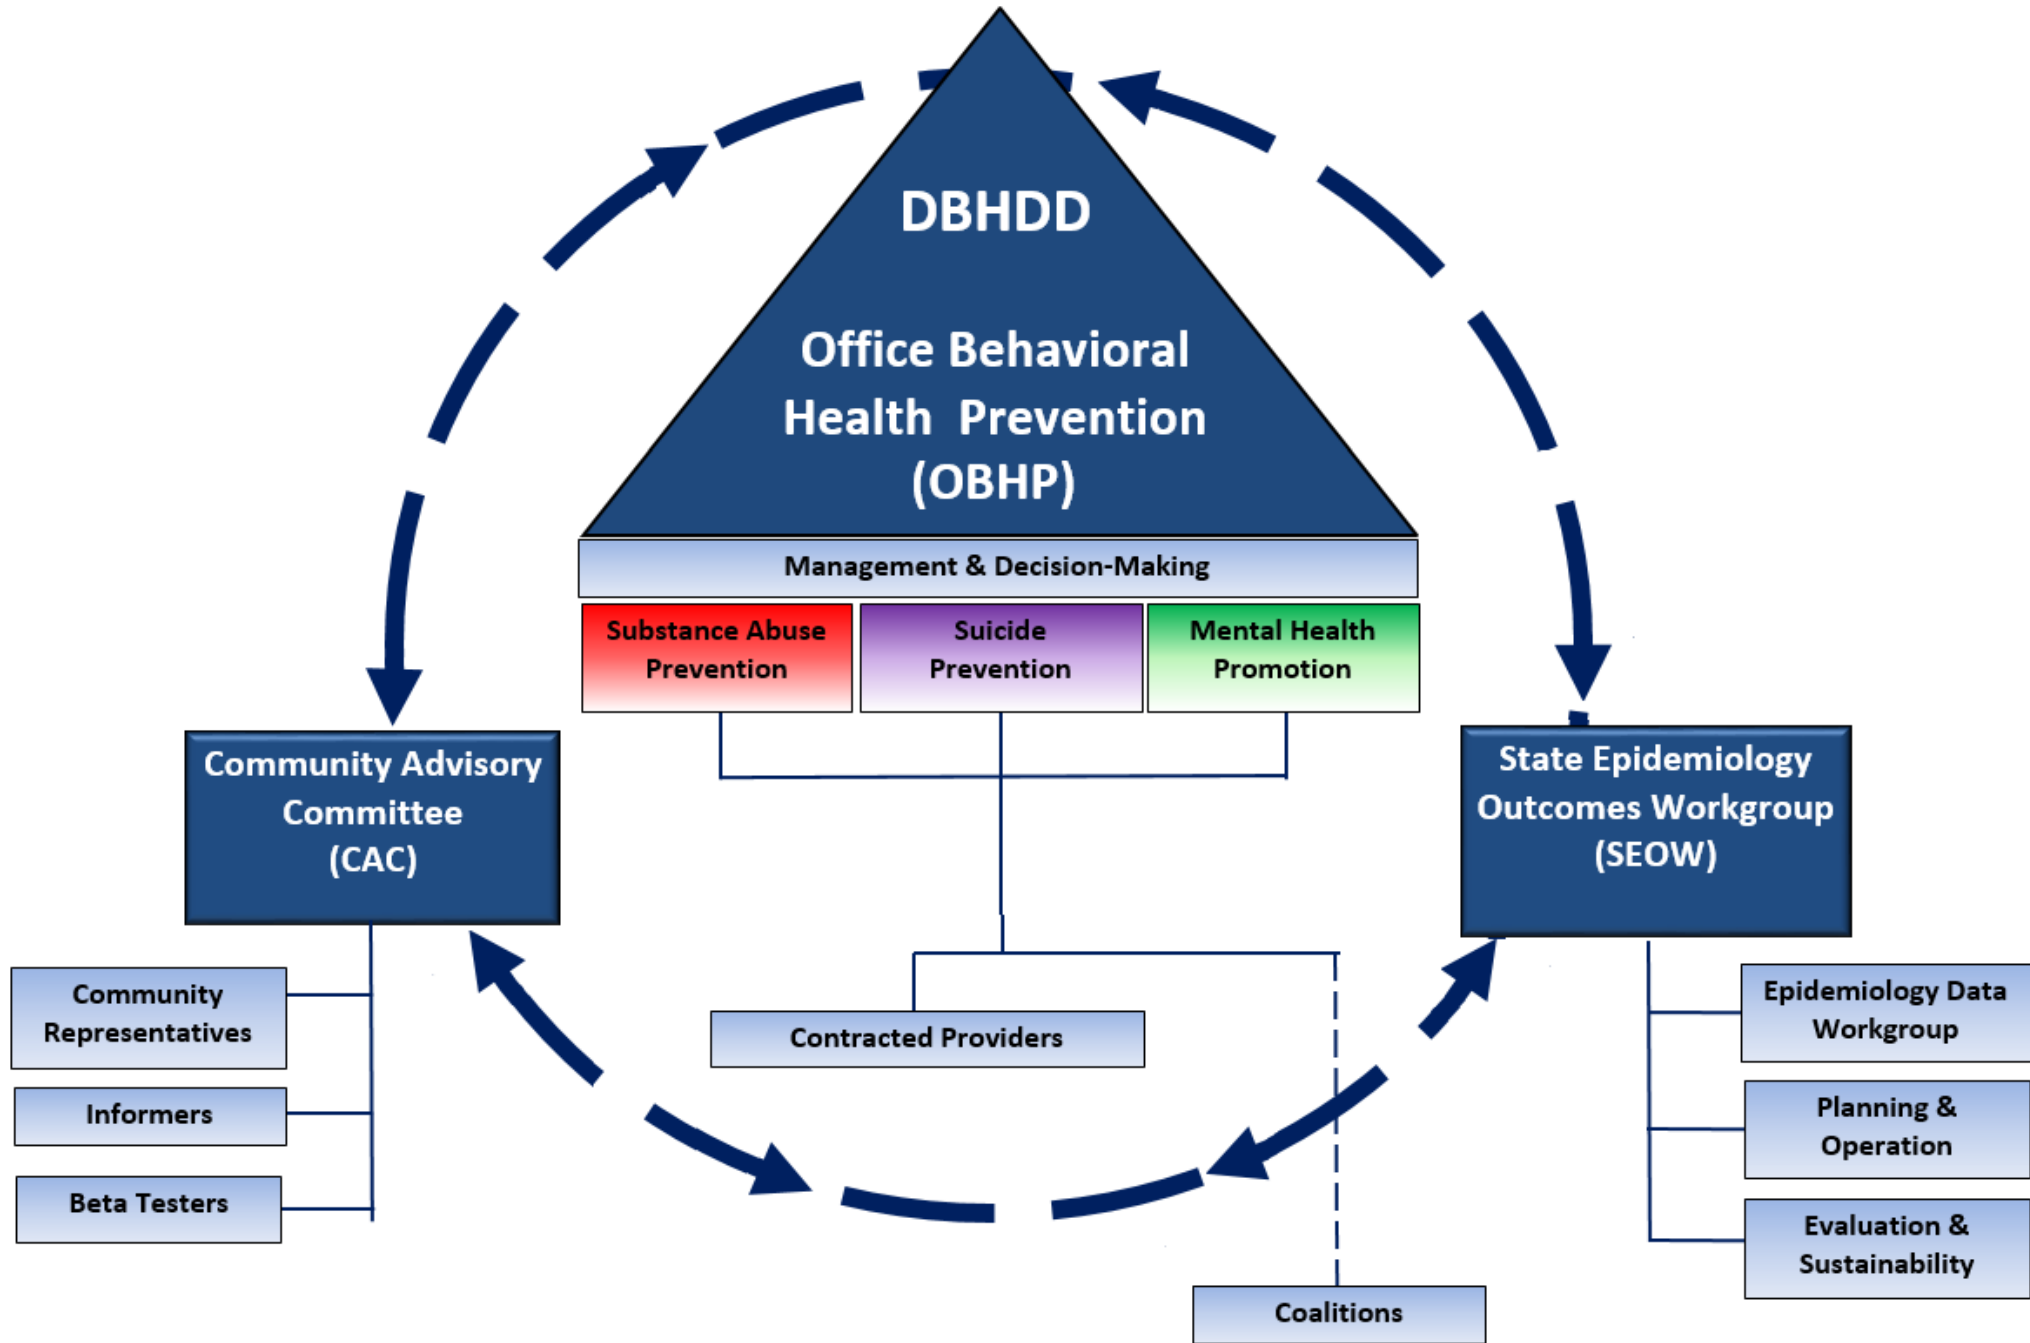 DBHDD
Office Behavioral
Health Prevention
(OBHP)
Management & Decision-Making
Substance Abuse
Prevention
Suicide
Prevention
Mental Health
Promotion
Community Advisory
Committee
(CAC)
State Epidemiology
Outcomes Workgroup
(SEOW)
Community
Representatives
Informers
Beta Testers
Contracted Providers
Coalitions
Epidemiology Data
Workgroup
Planning &
Operation
Evaluation &
Sustainability